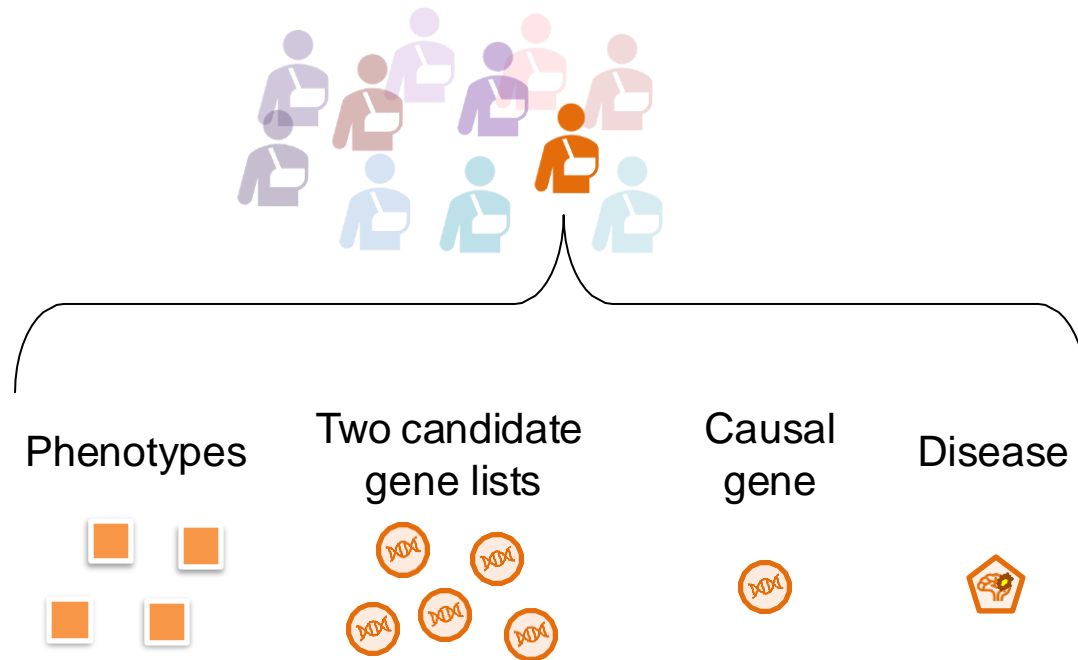 Phenotypes
Two candidate
gene lists
Causal
gene
Disease